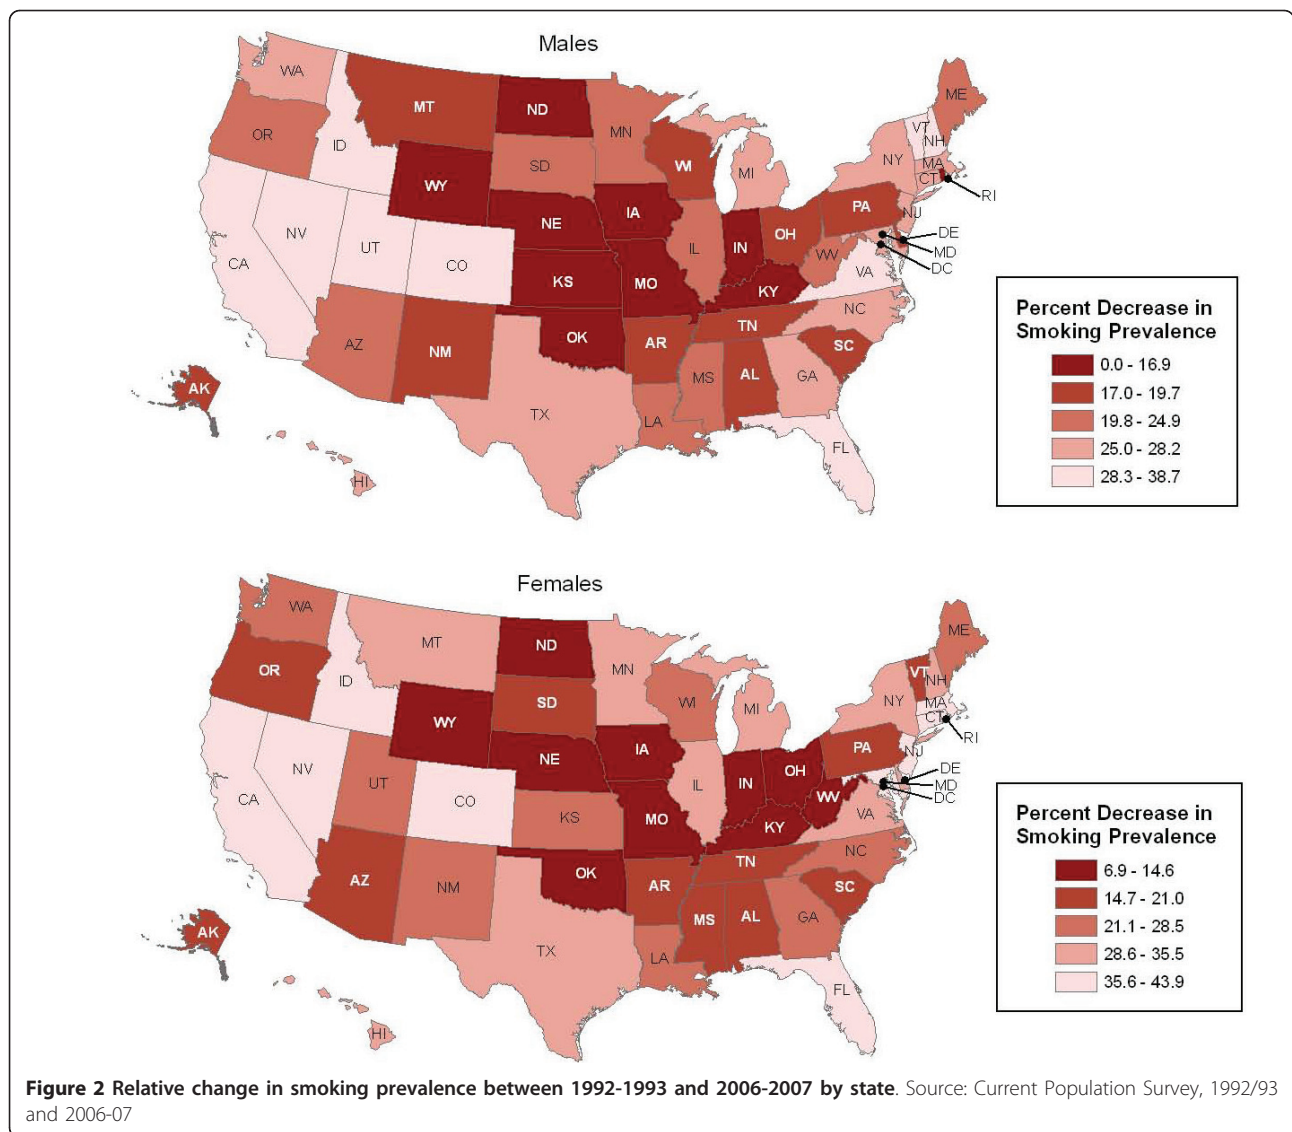 Males
WA
MT
ND
MN
ME
OR
ID
SD
WI
MI
NY
VT
NH
MA
CT
RI
WY
IA
NE
PA
NJ
NV
UT
CO
CA
KS
MO
IL
IN
OH
WV
DE
MD
DC
VA
KY
AZ
NM
OK
AR
TN
NC
SC
MS
AL
GA
AK
TX
LA
FL
HI
Percent Decrease in
Smoking Prevalence
0.0 - 16.9
17.0 - 19.7
19.8 - 24.9
25.0 - 28.2
28.3 - 38.7
Females
WA
MT
ND
MN
ME
OR
ID
SD
WI
MI
NY
VT
NH
MA
CT
RI
WY
IA
NE
PA
NJ
NV
UT
CO
CA
KS
MO
IL
IN
OH
WV
DE
MD
DC
VA
KY
AZ
NM
OK
AR
TN
NC
SC
MS
AL
GA
AK
TX
LA
FL
HI
Percent Decrease in
Smoking Prevalence
6.9 - 14.6
14.7 - 21.0
21.1 - 28.5
28.6 - 35.5
35.6 - 43.9
Figure 2 Relative change in smoking prevalence between 1992-1993 and 2006-2007 by state. Source: Current Population Survey, 1992/93
and 2006-07